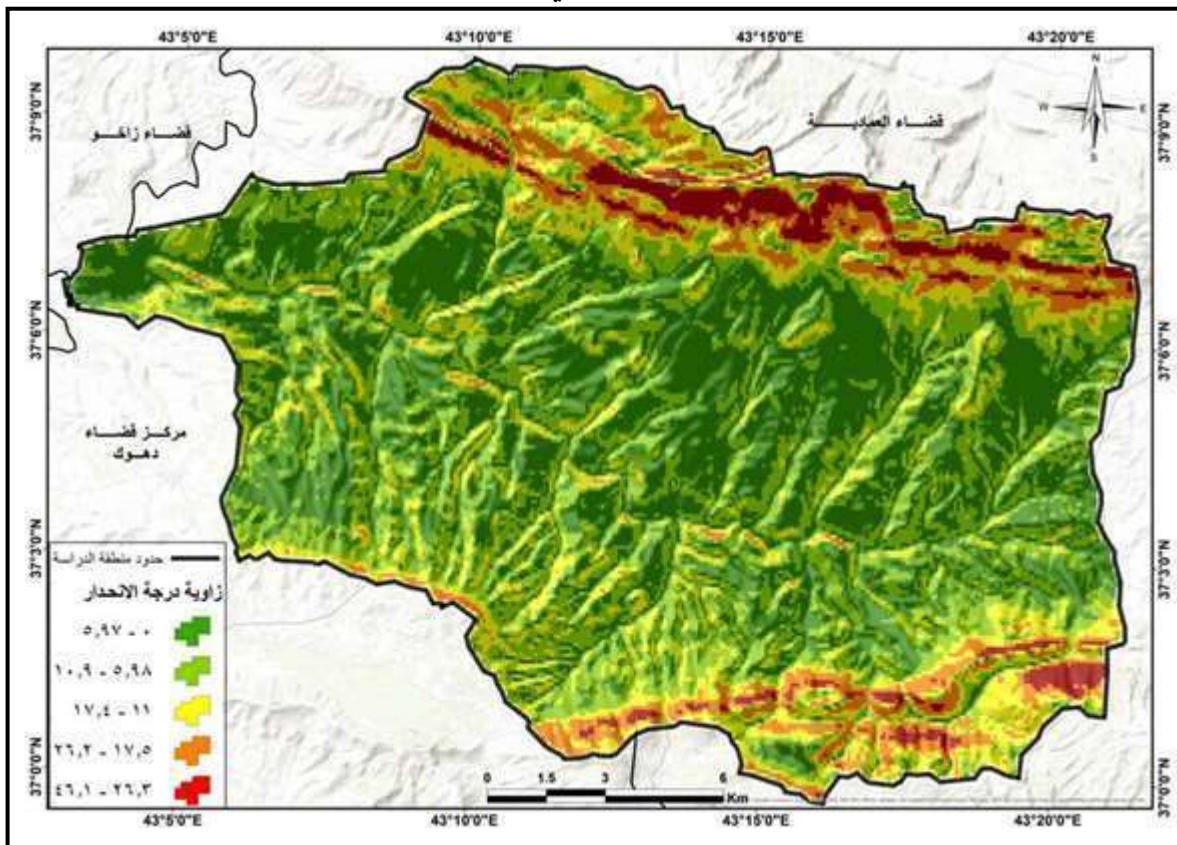 43°5'0"E 43°10'0"E 43°15'0"E 43°20'0"E
37°9'0"N 37°9'0"N
قضاء زاخو
قضاء العماديـــــة
N
W E
S
37°6'0"N 37°6'0"N
مركز قضاء
دهوك
37°3'0"N 37°3'0"N
حدود منطقة الدراسة
زاوية درجة الانحدار
٠ - ٥,٩٧
٥,٩٨ - ١٠,٩
١١ - ١٧,٤
١٧,٥ - ٢٦,٢
٢٦,٣ - ٤٦,١
37°0'0"N 37°0'0"N
0 1.5 3 6
Km
43°5'0"E 43°10'0"E 43°15'0"E 43°20'0"E